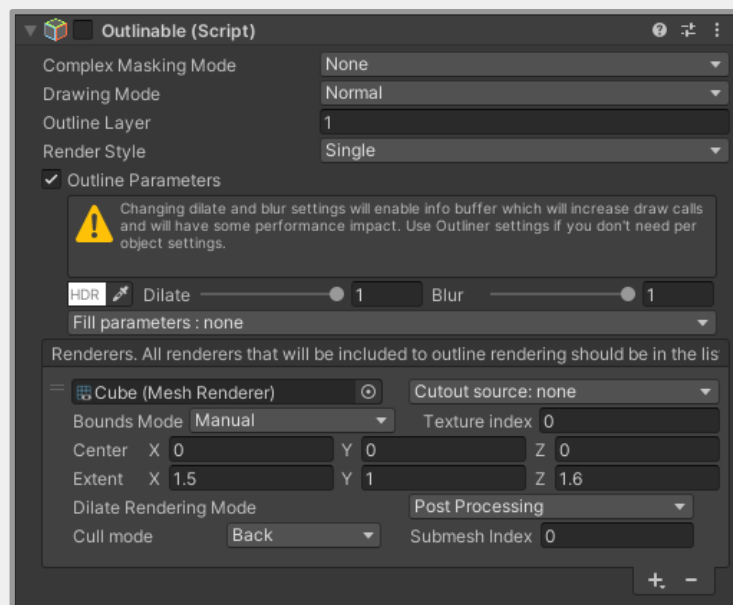 Outlinable (Script)
Complex Masking Mode None
Drawing Mode Normal
Outline Layer 1
Render Style Single
Outline Parameters
Changing dilate and blur settings will enable info buffer which will increase draw calls
and will have some performance impact. Use Outliner settings if you don't need per
object settings.
HDR Dilate 1 Blur 1
Fill parameters : none
Renderers. All renderers that will be included to outline rendering should be in the lis
Cube (Mesh Renderer) Cutout source: none
Bounds Mode Manual Texture index 0
Center X 0 Y 0 Z 0
Extent X 1.5 Y 1 Z 1.6
Dilate Rendering Mode Post Processing
Cull mode Back Submesh Index 0